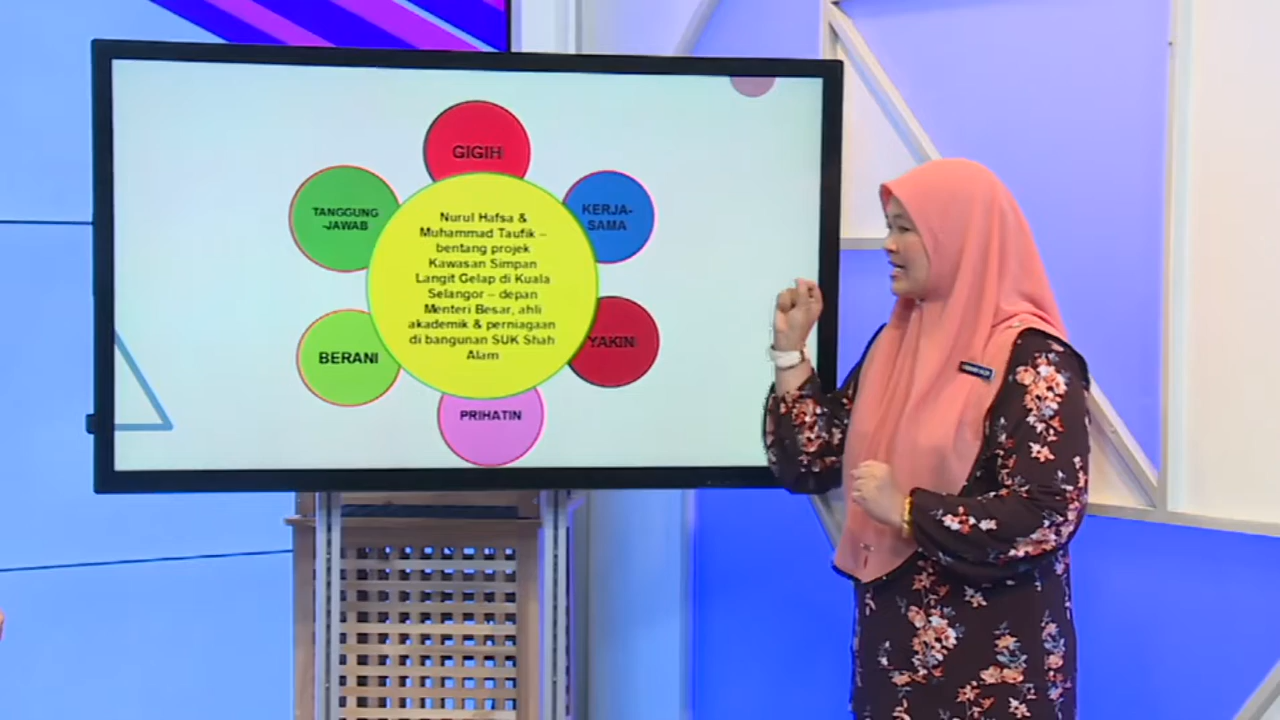 GIGIH
TANGGUNG
-JAWAB
KERJA-
SAMA
Nurul Hafsa &
Muhammad Taufik –
bentang projek
Kawasan Simpan
Langit Gelap di Kuala
Selangor – depan
Menteri Besar, ahli
akademik & perniagaan
di bangunan SUK Shah
Alam
BERANI
YAKIN
PRIHATIN